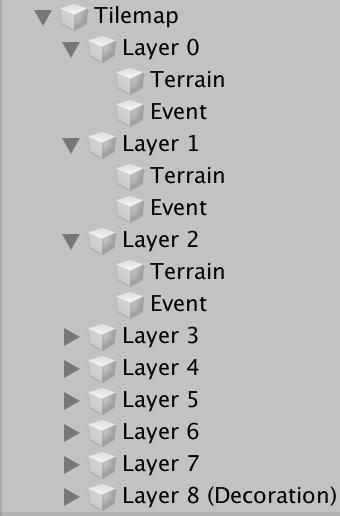 Tilemap
Layer 0
Terrain
Event
Layer 1
Terrain
Event
Layer 2
Terrain
Event
Layer 3
Layer 4
Layer 5
Layer 6
Layer 7
Layer 8 (Decoration)